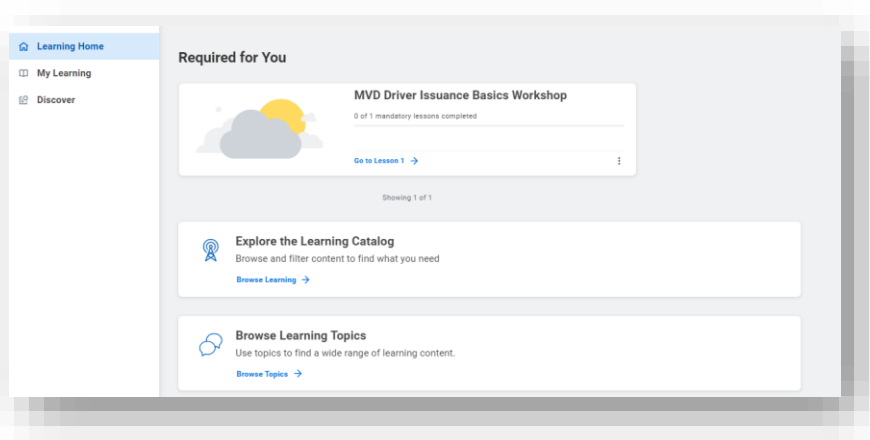 Learning Home
My Learning
Discover
Required for You
MVD Driver Issuance Basics Workshop
0 of 1 mandatory lessons completed
Go to Lesson 1
Showing 1 of 1
Explore the Learning Catalog
Browse and filter content to find what you need
Browse Learning
Browse Learning Topics
Use topics to find a wide range of learning content.
Browse Topics